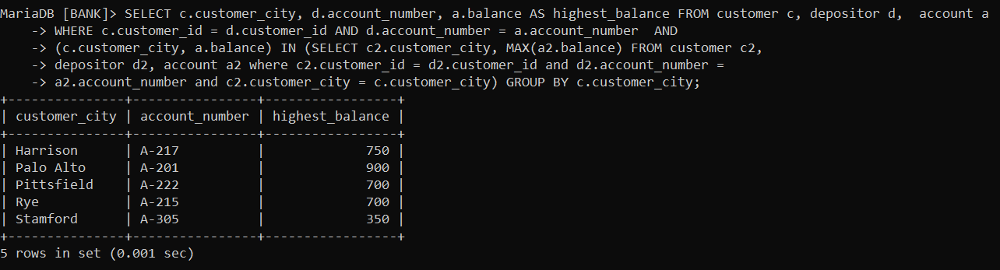 MariaDB [BANK]> SELECT c.customer_city, d.account_number, a.balance AS highest_balance FROM customer c, depositor d,  account a
    -> WHERE c.customer_id = d.customer_id AND d.account_number = a.account_number  AND
    -> (c.customer_city, a.balance) IN (SELECT c2.customer_city, MAX(a2.balance) FROM customer c2,
    -> depositor d2, account a2 where c2.customer_id = d2.customer_id and d2.account_number =
    -> a2.account_number and c2.customer_city = c.customer_city) GROUP BY c.customer_city;
+---------------+----------------+-----------------+
| customer_city | account_number | highest_balance |
+---------------+----------------+-----------------+
| Harrison      | A-217          |             750 |
| Palo Alto     | A-201          |             900 |
| Pittsfield    | A-222          |             700 |
| Rye           | A-215          |             700 |
| Stamford      | A-305          |             350 |
+---------------+----------------+-----------------+
5 rows in set (0.001 sec)